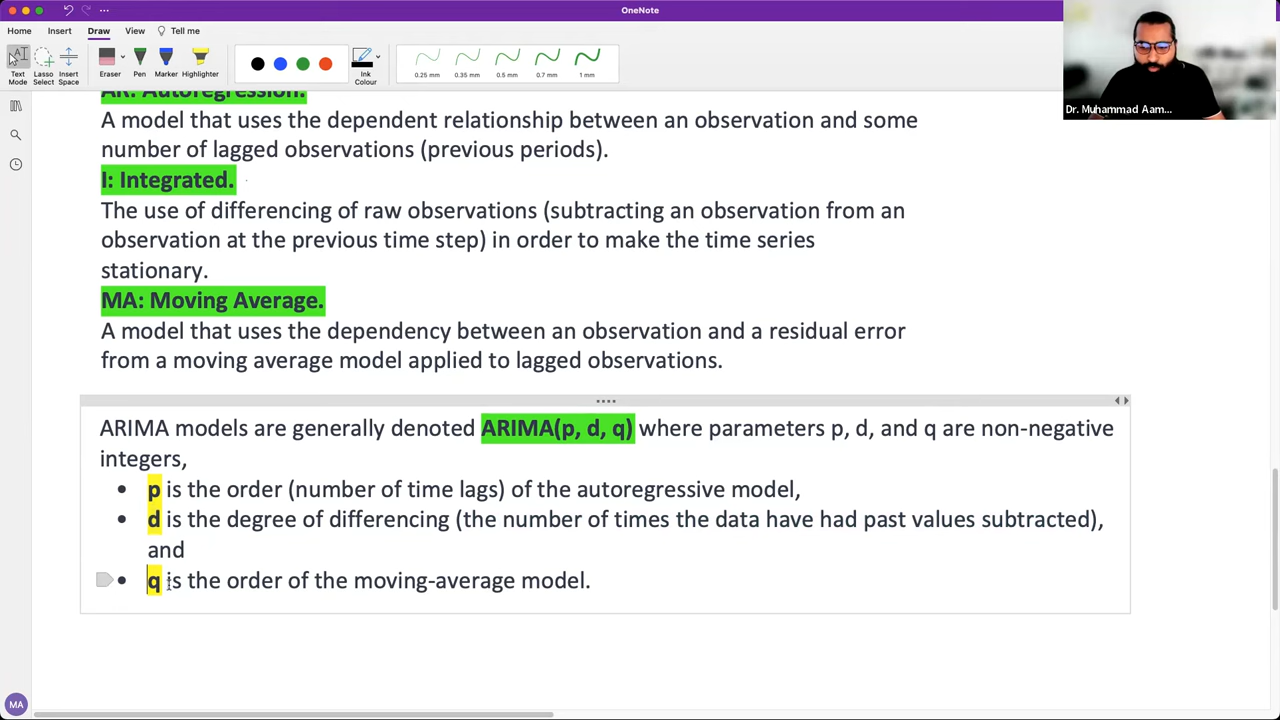 OneNote
Home Insert Draw View Tell me
Text Mode Lasso Select Insert Space Eraser Pen Marker Highlighter Ink Colour 0.25 mm 0.35 mm 0.5 mm 0.7 mm 1 mm
Dr. Muhammad Aam...
AR: Autoregression.
A model that uses the dependent relationship between an observation and some
number of lagged observations (previous periods).
I: Integrated.
The use of differencing of raw observations (subtracting an observation from an
observation at the previous time step) in order to make the time series
stationary.
MA: Moving Average.
A model that uses the dependency between an observation and a residual error
from a moving average model applied to lagged observations.
ARIMA models are generally denoted ARIMA(p, d, q) where parameters p, d, and q are non-negative
integers,
• p is the order (number of time lags) of the autoregressive model,
• d is the degree of differencing (the number of times the data have had past values subtracted),
and
• q is the order of the moving-average model.
MA